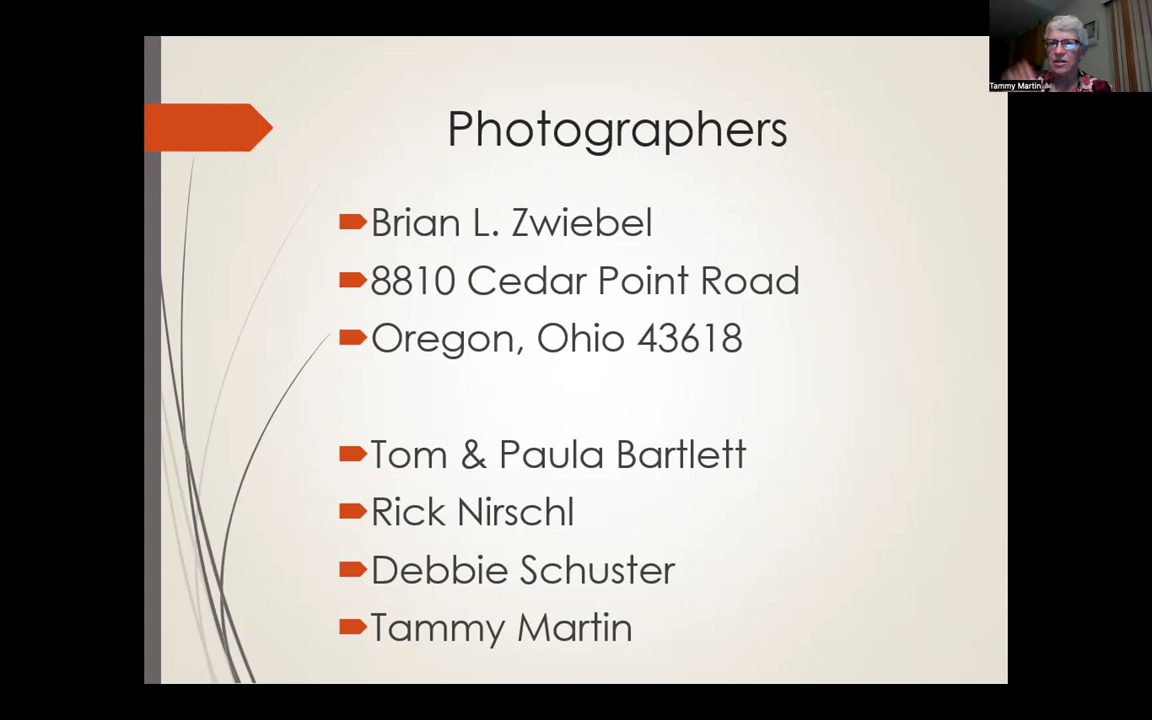 Tammy Martin
Photographers
Brian L. Zwiebel
8810 Cedar Point Road
Oregon, Ohio 43618
Tom & Paula Bartlett
Rick Nirschl
Debbie Schuster
Tammy Martin